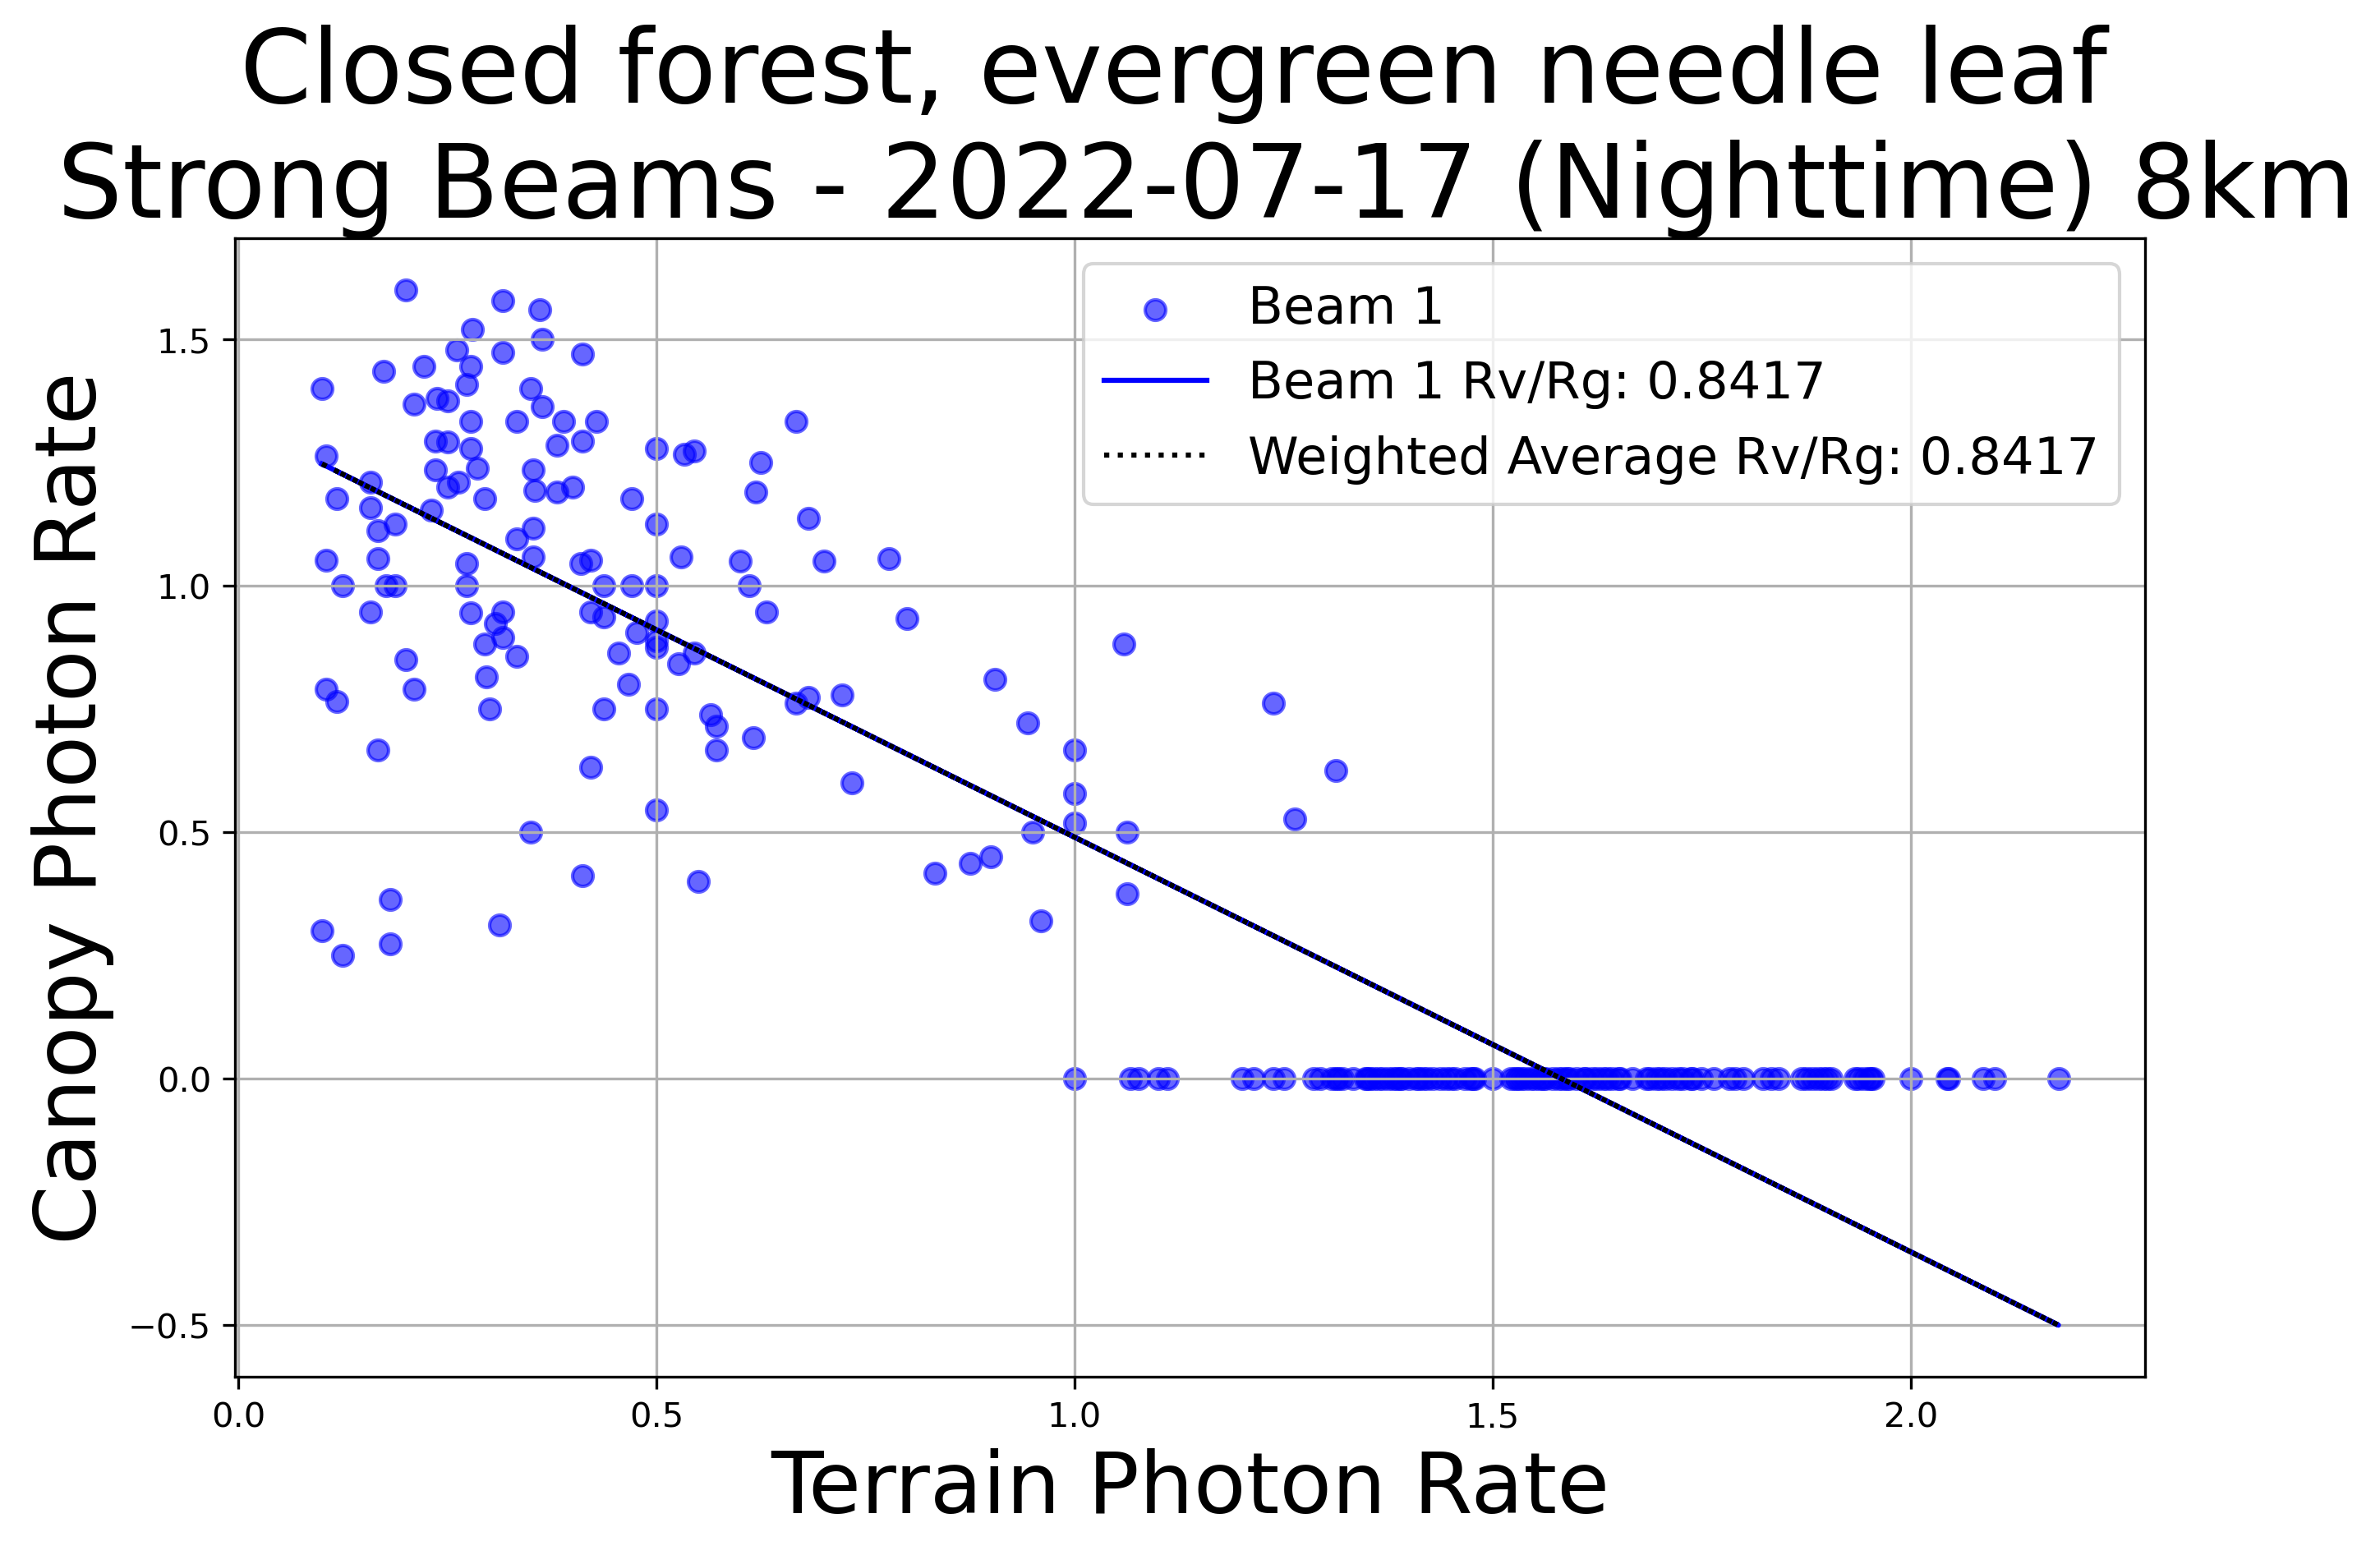 Closed forest, evergreen needle leaf
Strong Beams - 2022-07-17 (Nighttime) 8km
Beam 1
Beam 1 Rv/Rg: 0.8417
Weighted Average Rv/Rg: 0.8417
Canopy Photon Rate
1.5
1.0
0.5
0.0
−0.5
0.0 0.5 1.0 1.5 2.0
Terrain Photon Rate